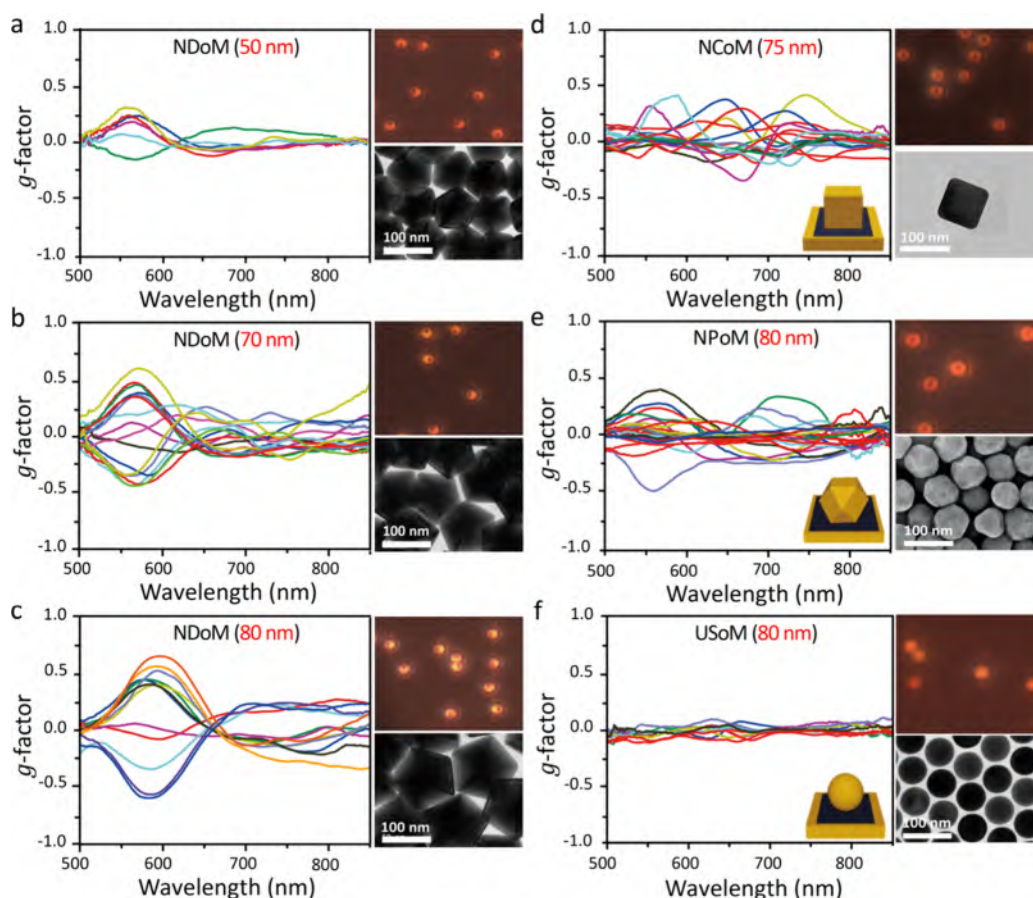 a
NDoM (50 nm)
1.0
0.5
0.0
-0.5
-1.0
g-factor
500 600 700 800
Wavelength (nm)
100 nm
b
NDoM (70 nm)
1.0
0.5
0.0
-0.5
-1.0
g-factor
500 600 700 800
Wavelength (nm)
100 nm
c
NDoM (80 nm)
1.0
0.5
0.0
-0.5
-1.0
g-factor
500 600 700 800
Wavelength (nm)
100 nm
d
NCoM (75 nm)
1.0
0.5
0.0
-0.5
-1.0
g-factor
500 600 700 800
Wavelength (nm)
100 nm
e
NPoM (80 nm)
1.0
0.5
0.0
-0.5
-1.0
g-factor
500 600 700 800
Wavelength (nm)
100 nm
f
USoM (80 nm)
1.0
0.5
0.0
-0.5
-1.0
g-factor
500 600 700 800
Wavelength (nm)
100 nm